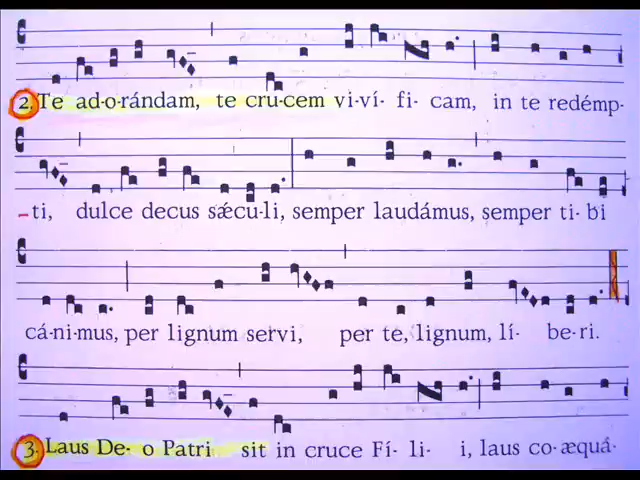 2. Te ad-o-rándam, te cru-cem vi-ví- fi- cam, in te redémp-
-ti, dulce decus sǽcu-li, semper laudámus, semper ti- bi
cá-ni-mus, per lignum servi, per te, lignum, lí- be-ri.
3. Laus De- o Patri sit in cruce Fí- li- i, laus co-æquá-